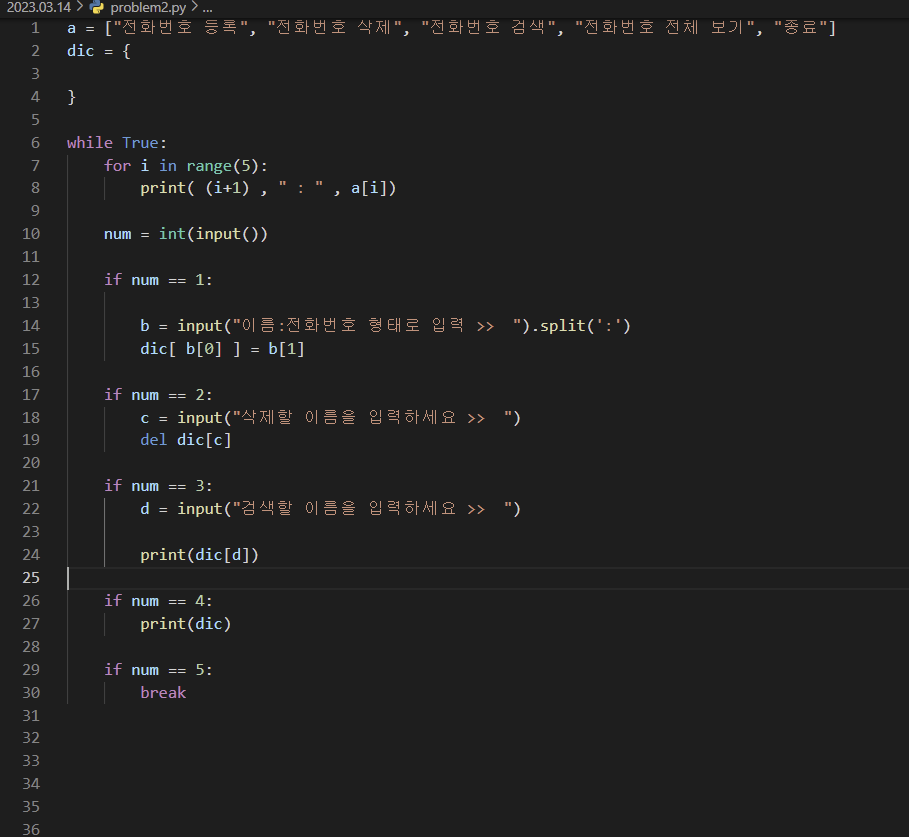 2023.03.14 > problem2.py > ...
1 a = ["전화번호 등록", "전화번호 삭제", "전화번호 검색", "전화번호 전체 보기", "종료"]
2 dic = {
3
4 }
5
6 while True:
7     for i in range(5):
8         print( (i+1) , " : " , a[i])
9
10     num = int(input())
11
12     if num == 1:
13
14         b = input("이름:전화번호 형태로 입력 >>  ").split(':')
15         dic[ b[0] ] = b[1]
16
17     if num == 2:
18         c = input("삭제할 이름을 입력하세요 >>  ")
19         del dic[c]
20
21     if num == 3:
22         d = input("검색할 이름을 입력하세요 >>  ")
23
24         print(dic[d])
25
26     if num == 4:
27         print(dic)
28
29     if num == 5:
30         break
31
32
33
34
35
36